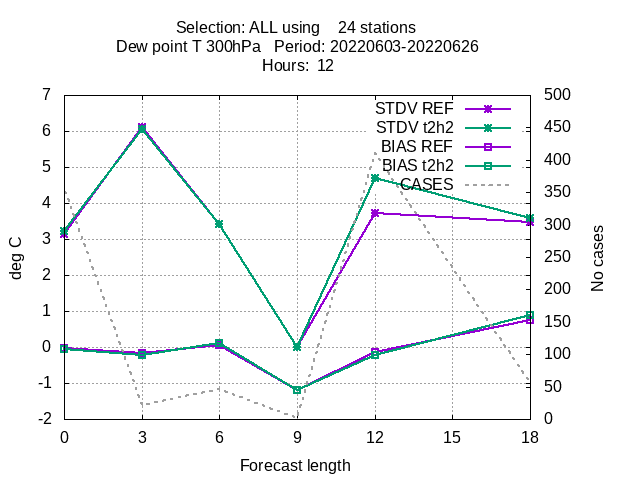 Selection: ALL using    24 stations
Dew point T 300hPa   Period: 20220603-20220626
Hours:  12
STDV REF
STDV t2h2
BIAS REF
BIAS t2h2
CASES
7
6
5
4
3
2
1
0
-1
-2
deg C
500
450
400
350
300
250
200
150
100
50
0
No cases
0 3 6 9 12 15 18
Forecast length